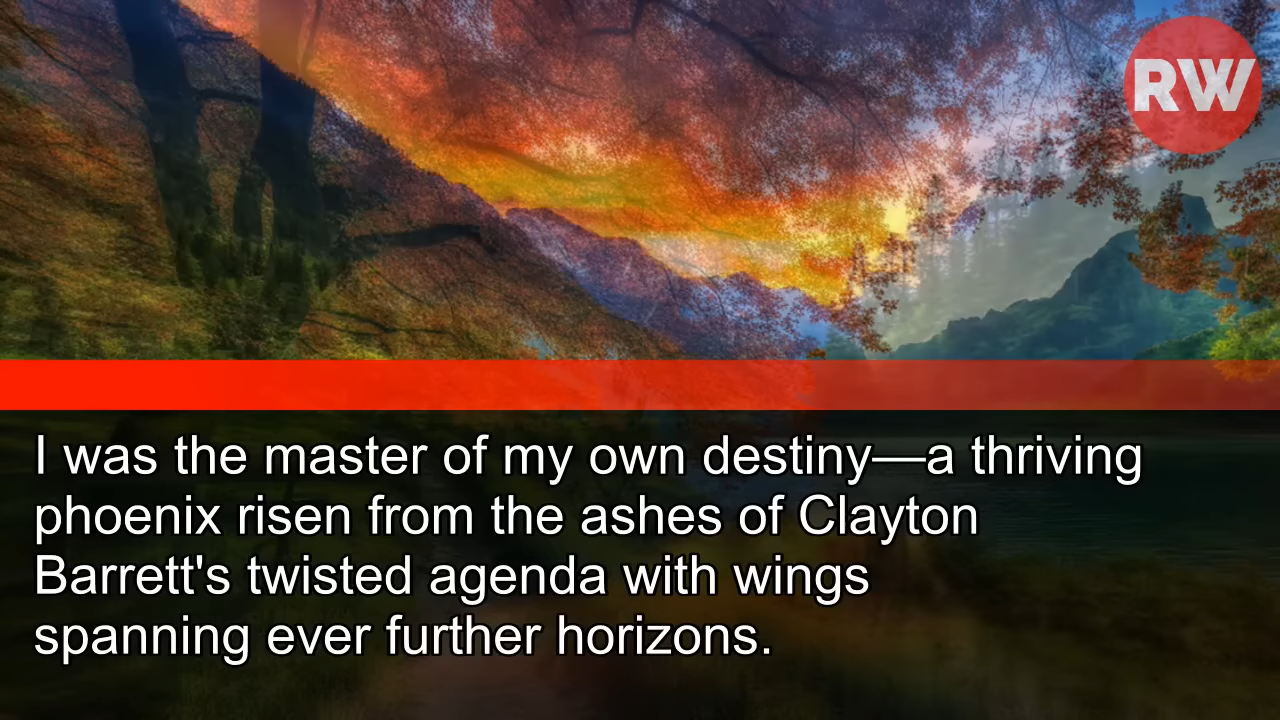 RW
I was the master of my own destiny—a thriving
phoenix risen from the ashes of Clayton
Barrett's twisted agenda with wings
spanning ever further horizons.